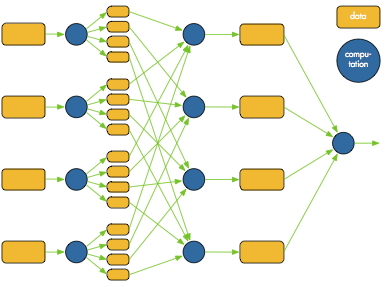 data
compu-
tation